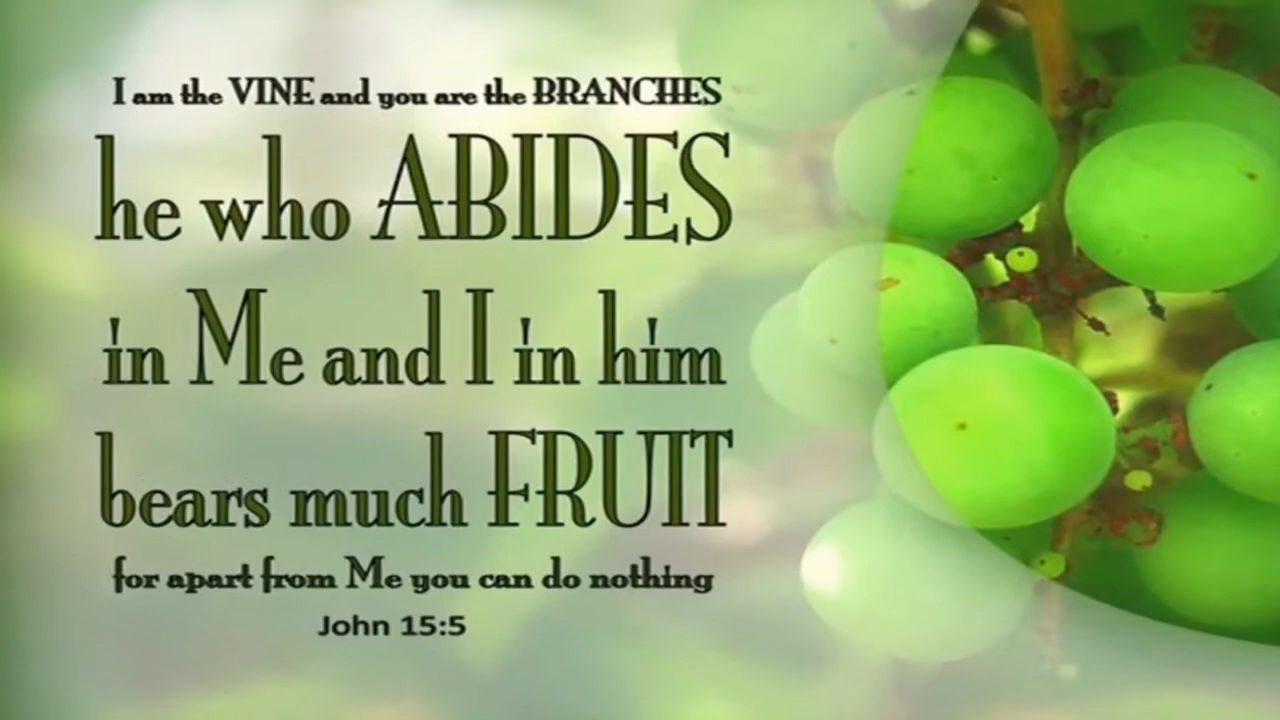 I am the VINE and you are the BRANCHES
he who ABIDES
in Me and I in him
bears much FRUIT
for apart from Me you can do nothing
John 15:5